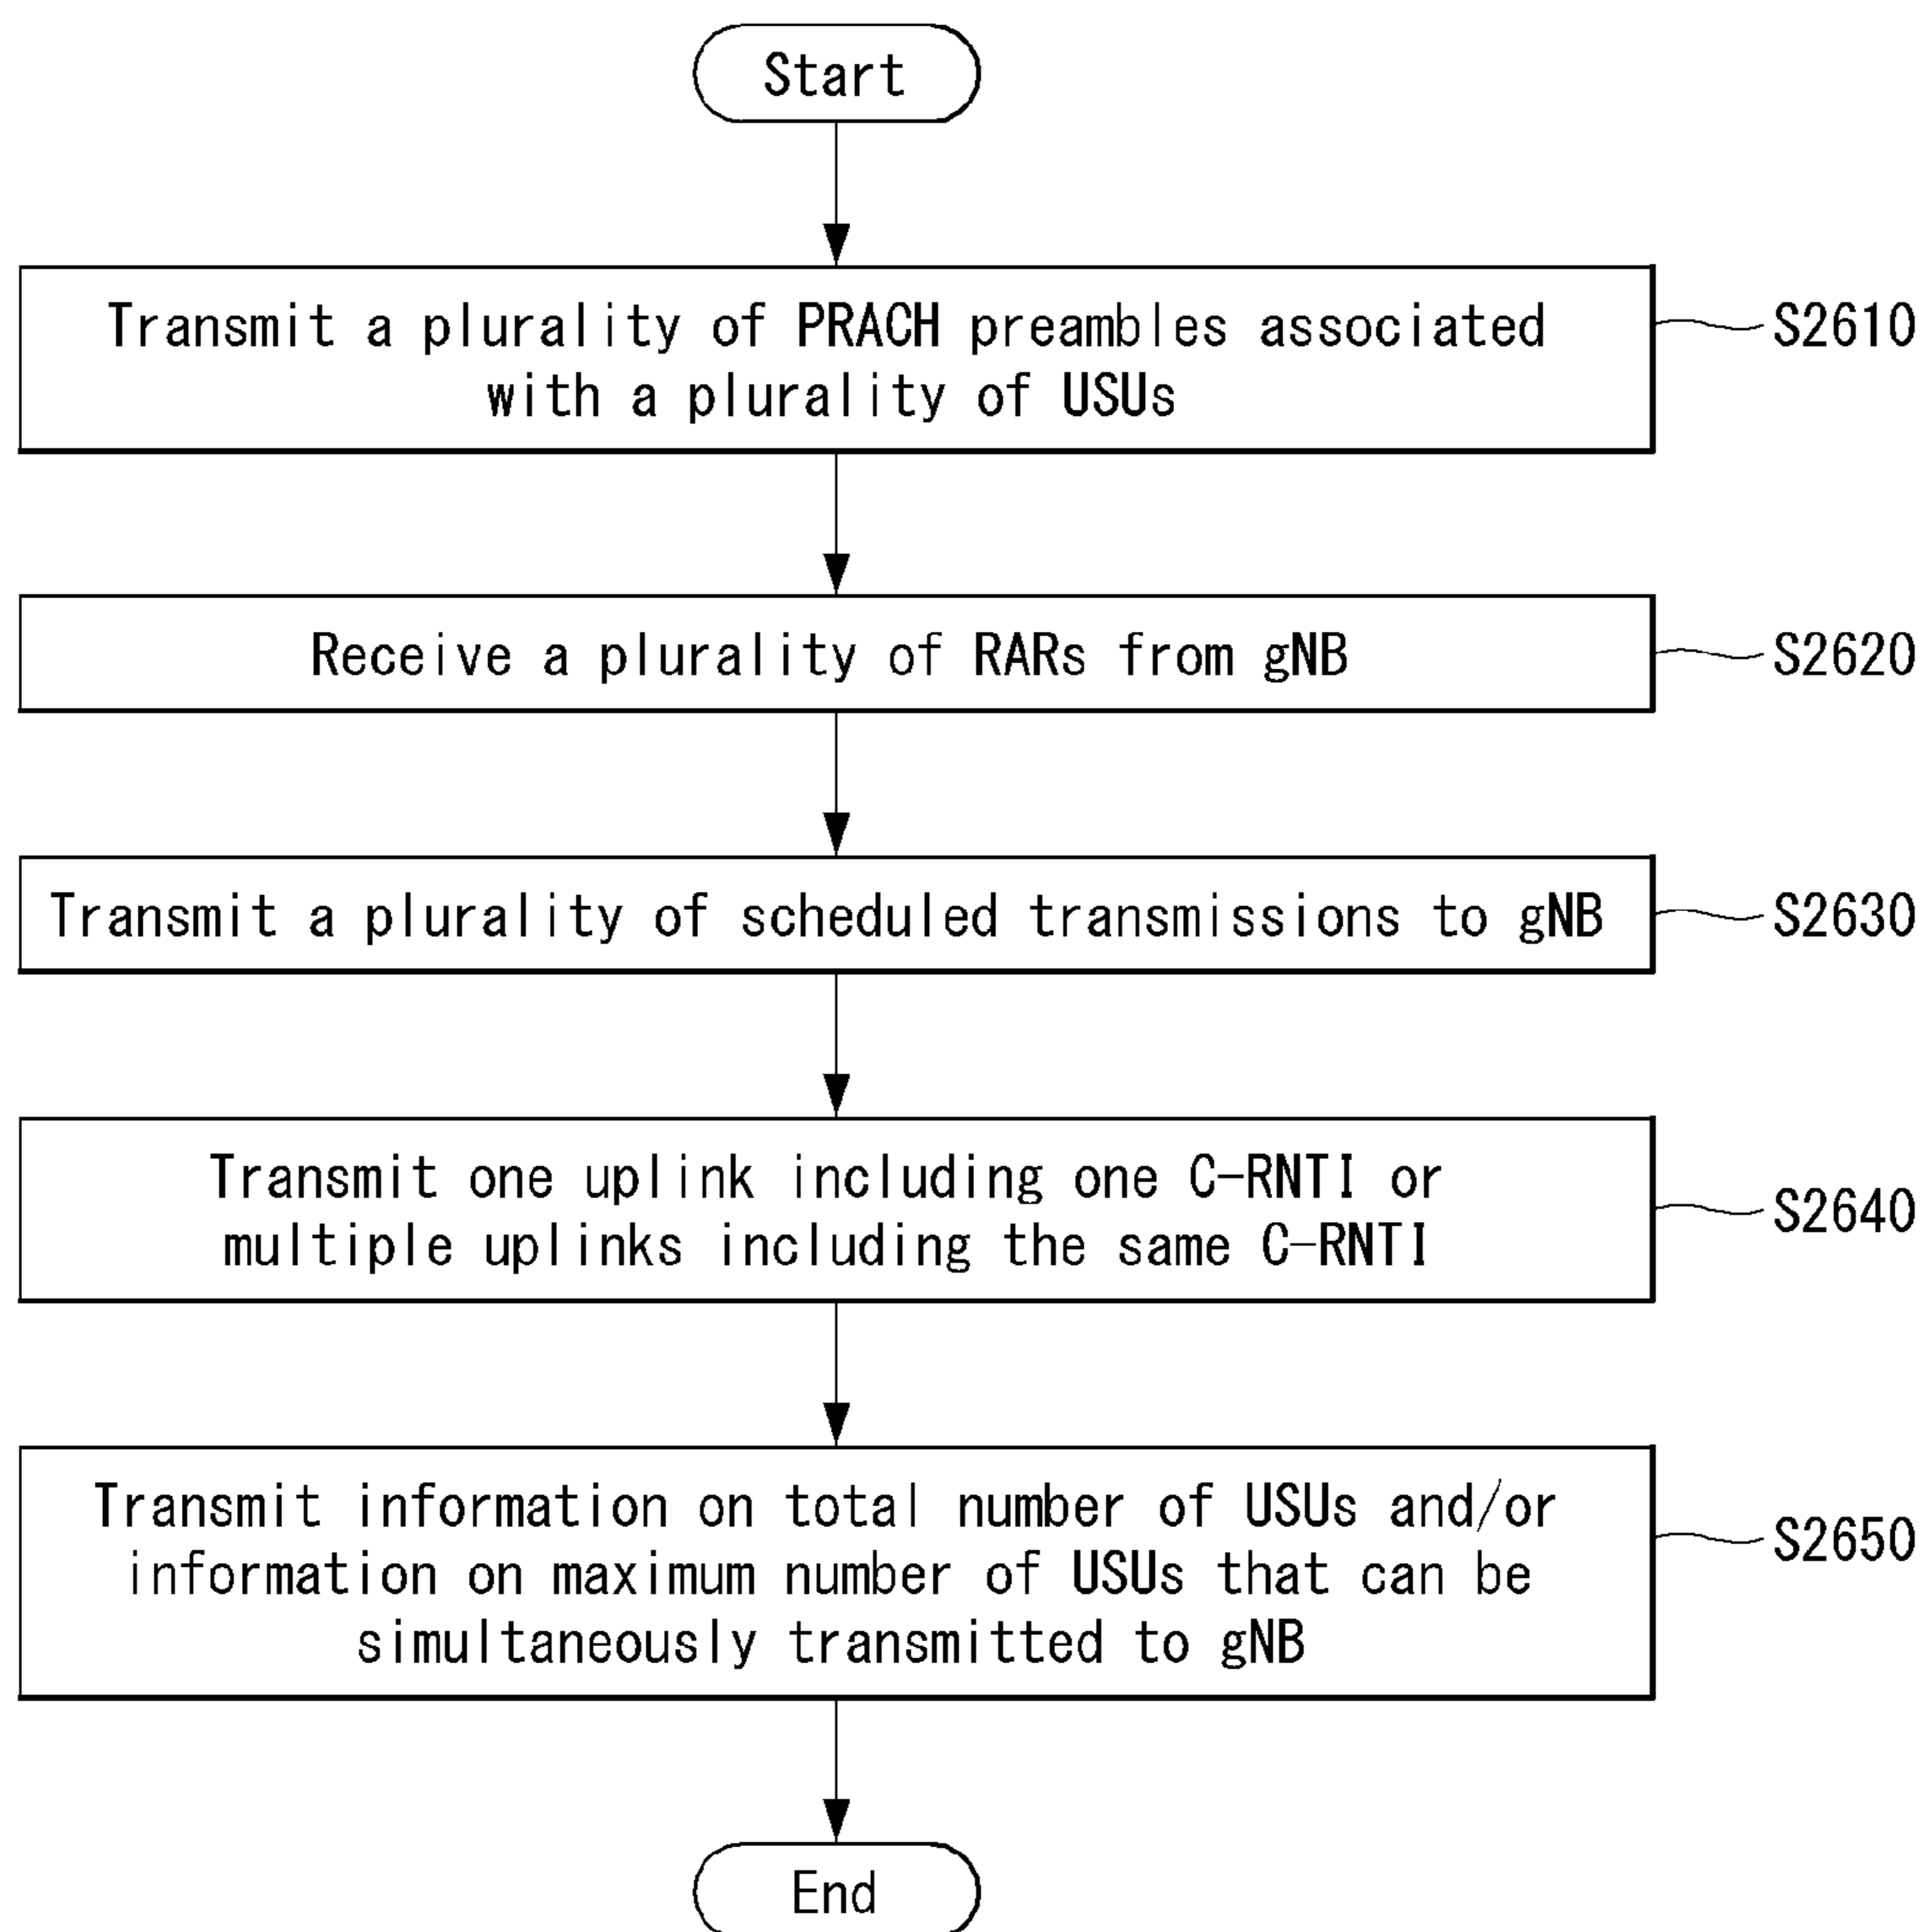 Start
Transmit a plurality of PRACH preambles associated
with a plurality of USUs
S2610
Receive a plurality of RARs from gNB
S2620
Transmit a plurality of scheduled transmissions to gNB
S2630
Transmit one uplink including one C-RNTI or
multiple uplinks including the same C-RNTI
S2640
Transmit information on total number of USUs and/or
information on maximum number of USUs that can be
simultaneously transmitted to gNB
S2650
End